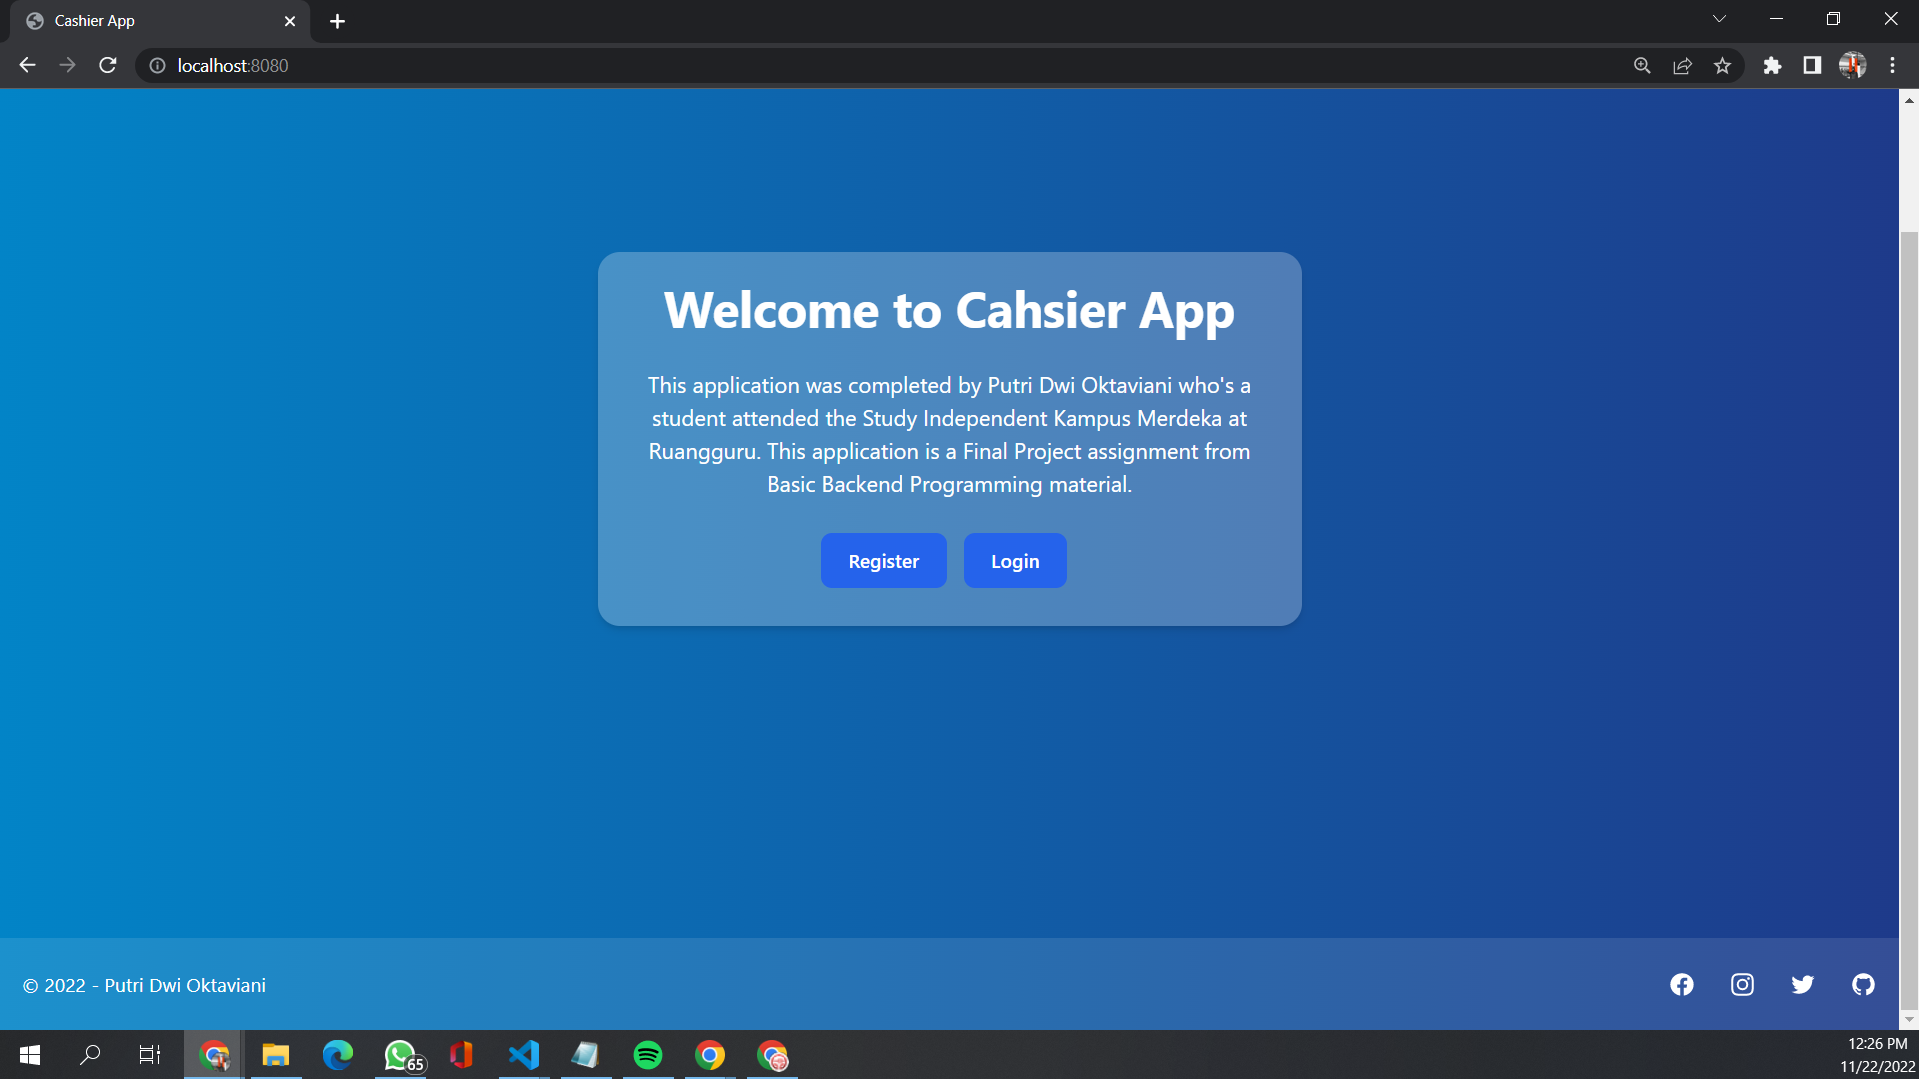 Cashier App
localhost:8080
Welcome to Cahsier App
This application was completed by Putri Dwi Oktaviani who's a
student attended the Study Independent Kampus Merdeka at
Ruangguru. This application is a Final Project assignment from
Basic Backend Programming material.
Register Login
© 2022 - Putri Dwi Oktaviani
65
12:26 PM
11/22/2022